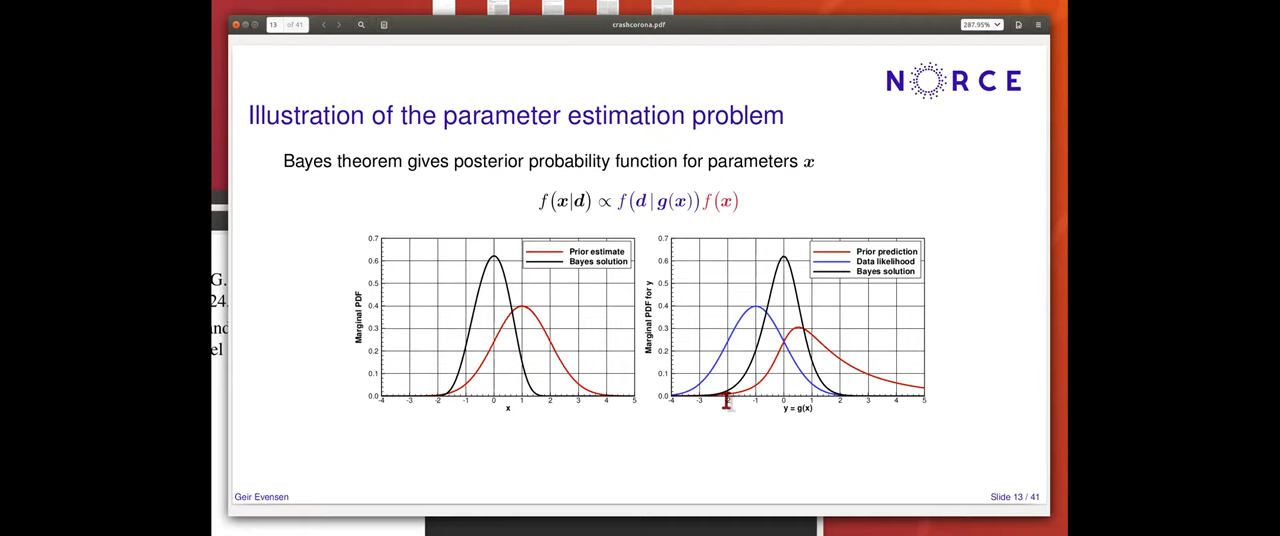 13 of 41
crashcorona.pdf
287.95%
NORCE
Illustration of the parameter estimation problem
Bayes theorem gives posterior probability function for parameters x
f(x|d) ∝ f(d | g(x))f(x)
Prior estimate
Bayes solution
Marginal PDF
0.7
0.6
0.5
0.4
0.3
0.2
0.1
0.0
-4 -3 -2 -1 0 1 2 3 4 5
x
Prior prediction
Data likelihood
Bayes solution
Marginal PDF for y
0.7
0.6
0.5
0.4
0.3
0.2
0.1
0.0
-4 -3 -1 0 1 2 3 4 5
y = g(x)
G.
24.
and
el
Geir Evensen
Slide 13 / 41